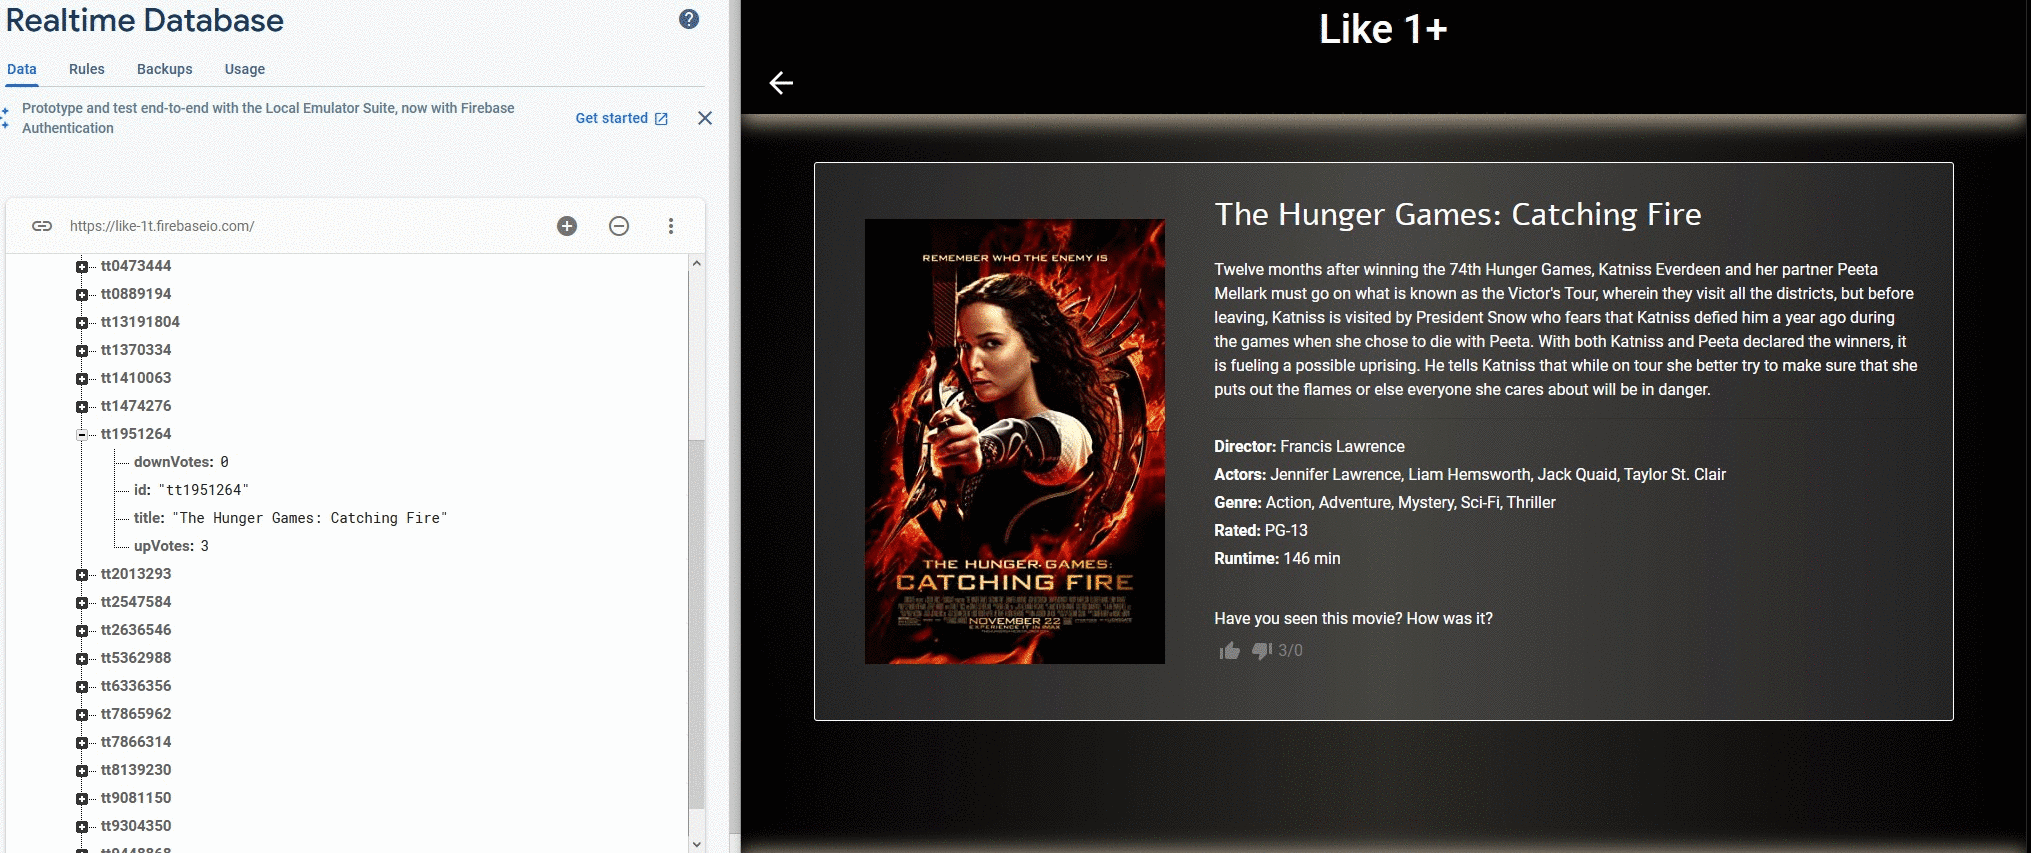 Realtime Database
Data Rules Backups Usage
Prototype and test end-to-end with the Local Emulator Suite, now with Firebase
Authentication
Get started
https://like-1t.firebaseio.com/
tt0473444
tt0889194
tt13191804
tt1370334
tt1410063
tt1474276
tt1951264
downVotes: 0
id: "tt1951264"
title: "The Hunger Games: Catching Fire"
upVotes: 3
tt2013293
tt2547584
tt2636546
tt5362988
tt6336356
tt7865962
tt7866314
tt8139230
tt9081150
tt9304350
Like 1+
REMEMBER WHO THE ENEMY IS
THE HUNGER GAMES:
CATCHING FIRE
NOVEMBER 22
EXPERIENCE IT IN IMAX
The Hunger Games: Catching Fire
Twelve months after winning the 74th Hunger Games, Katniss Everdeen and her partner Peeta
Mellark must go on what is known as the Victor's Tour, wherein they visit all the districts, but before
leaving, Katniss is visited by President Snow who fears that Katniss defied him a year ago during
the games when she chose to die with Peeta. With both Katniss and Peeta declared the winners, it
is fueling a possible uprising. He tells Katniss that while on tour she better try to make sure that she
puts out the flames or else everyone she cares about will be in danger.
Director: Francis Lawrence
Actors: Jennifer Lawrence, Liam Hemsworth, Jack Quaid, Taylor St. Clair
Genre: Action, Adventure, Mystery, Sci-Fi, Thriller
Rated: PG-13
Runtime: 146 min
Have you seen this movie? How was it?
3/0